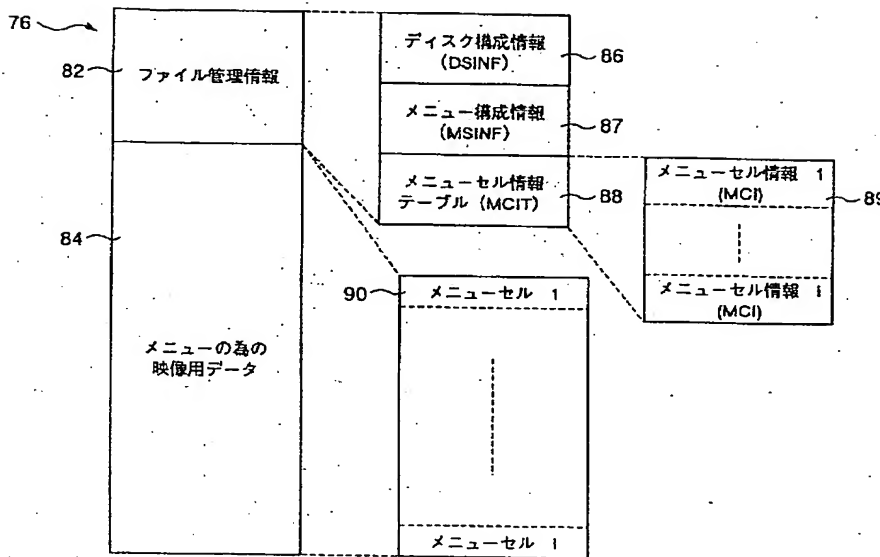 76
82
ファイル管理情報
84
メニューの為の
映像用データ
ディスク構成情報
(DSINF)
86
メニュー構成情報
(MSINF)
87
メニューセル情報
テーブル (MCIT)
88
メニューセル情報 1
(MCI)
89
メニューセル情報 i
(MCI)
90
メニューセル 1
メニューセル i